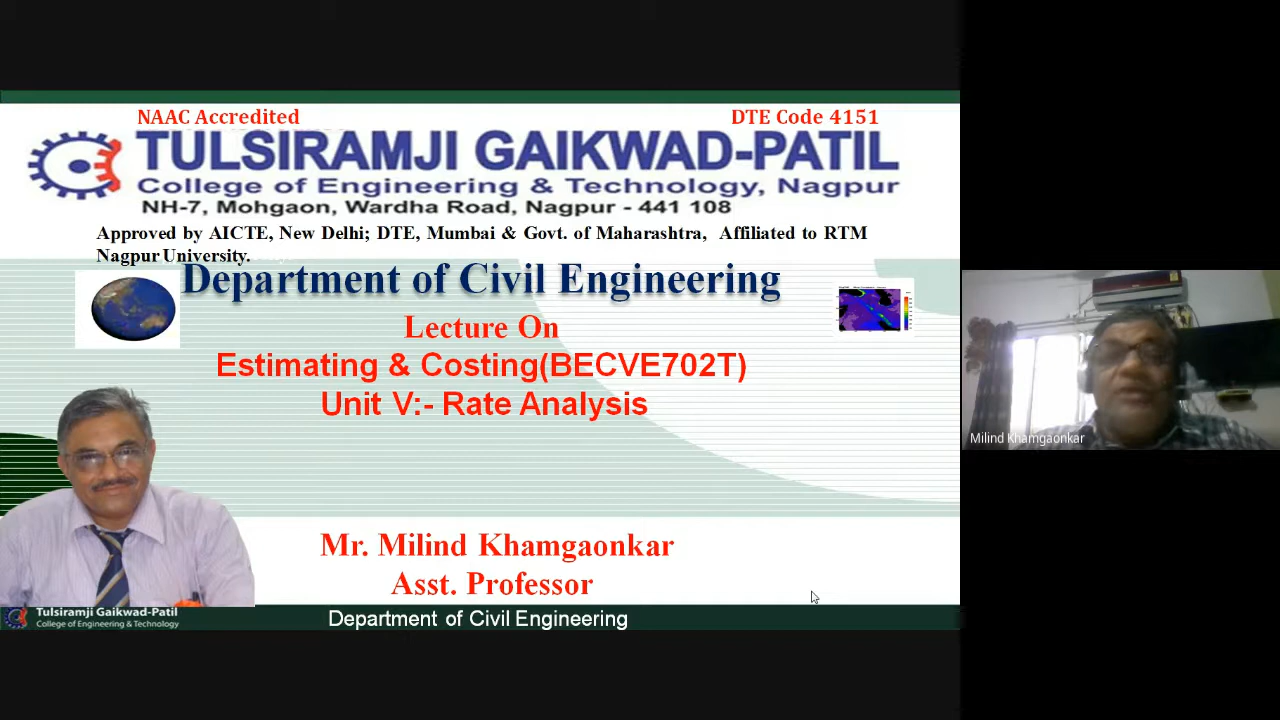 NAAC Accredited
DTE Code 4151
TULSIRAMJI GAIKWAD-PATIL
College of Engineering & Technology, Nagpur
NH-7, Mohgaon, Wardha Road, Nagpur - 441 108
Approved by AICTE, New Delhi; DTE, Mumbai & Govt. of Maharashtra, Affiliated to RTM
Nagpur University.
Department of Civil Engineering
Lecture On
Estimating & Costing(BECVE702T)
Unit V:- Rate Analysis
Milind Khamgaonkar
Mr. Milind Khamgaonkar
Asst. Professor
Tulsiramji Gaikwad-Patil
College of Engineering & Technology
Department of Civil Engineering